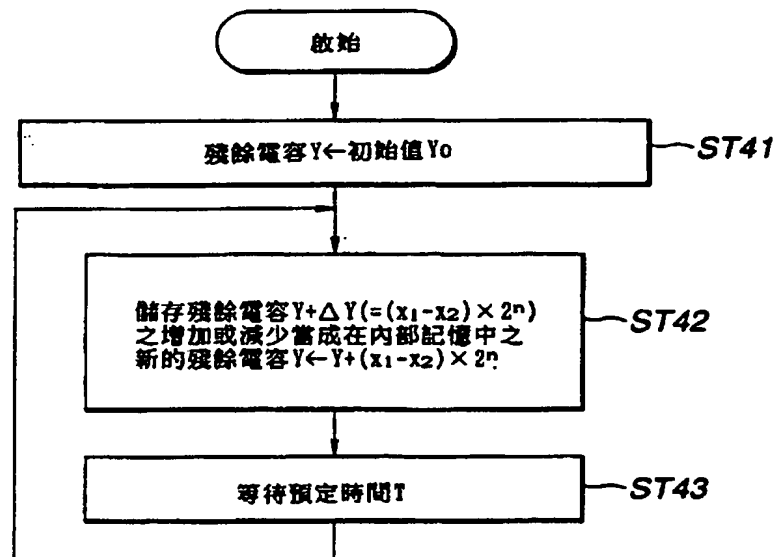 啟始
殘餘電容Y←初始值Yo
ST41
儲存殘餘電容Y+△Y(=(x₁-x₂)×2ⁿ)
之增加或減少當成在內部記憶中之
新的殘餘電容Y←Y+(x₁-x₂)×2ⁿ
ST42
等待預定時間T
ST43